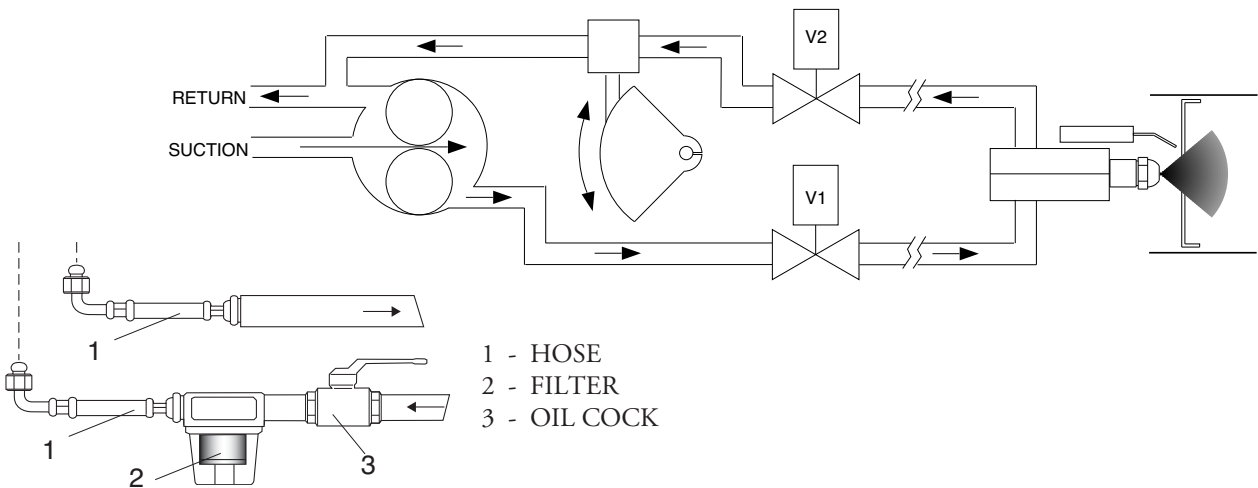 V2
RETURN
SUCTION
V1
1
1 - HOSE
2 - FILTER
3 - OIL COCK
1
2
3